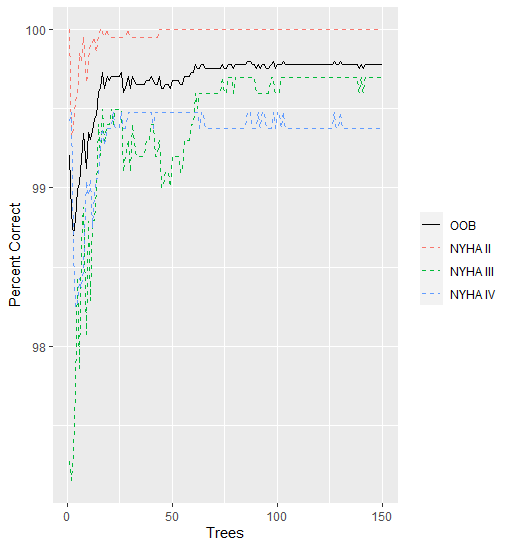 100
99
98
Percent Correct
0
50
100
150
Trees
OOB
NYHA II
NYHA III
NYHA IV